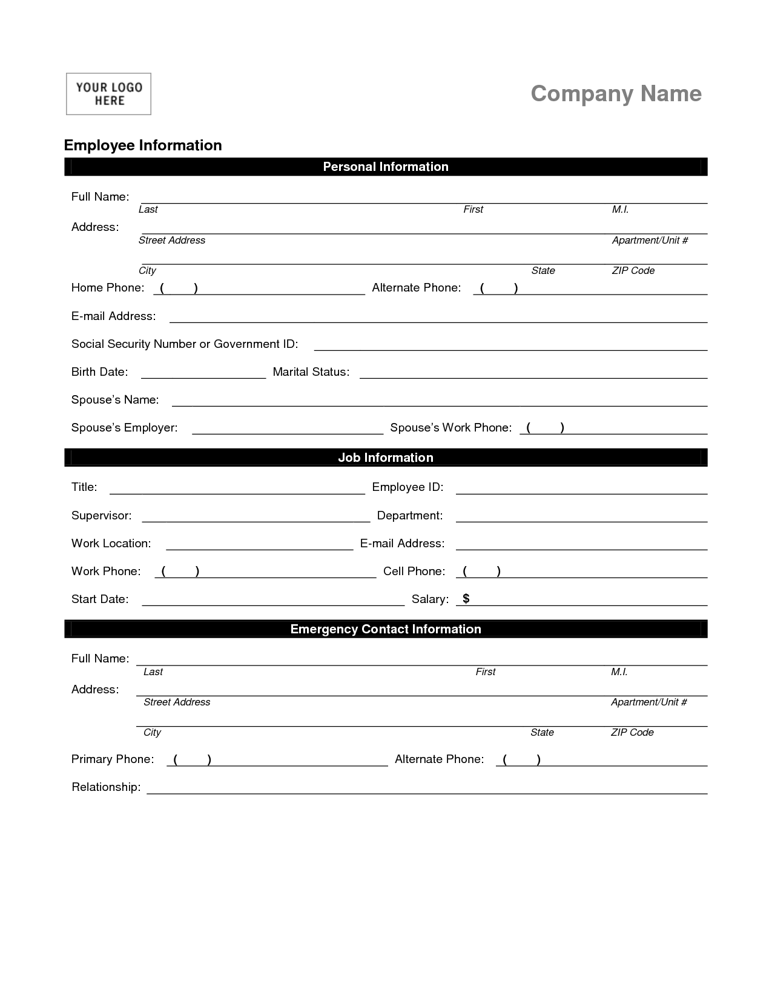 YOUR LOGO
HERE
Company Name
Employee Information
Personal Information
Full Name:
Last First M.I.
Address:
Street Address Apartment/Unit #
City State ZIP Code
Home Phone: ( ) Alternate Phone: ( )
E-mail Address:
Social Security Number or Government ID:
Birth Date: Marital Status:
Spouse’s Name:
Spouse’s Employer: Spouse’s Work Phone: ( )
Job Information
Title: Employee ID:
Supervisor: Department:
Work Location: E-mail Address:
Work Phone: ( ) Cell Phone: ( )
Start Date: Salary: $
Emergency Contact Information
Full Name:
Last First M.I.
Address:
Street Address Apartment/Unit #
City State ZIP Code
Primary Phone: ( ) Alternate Phone: ( )
Relationship: